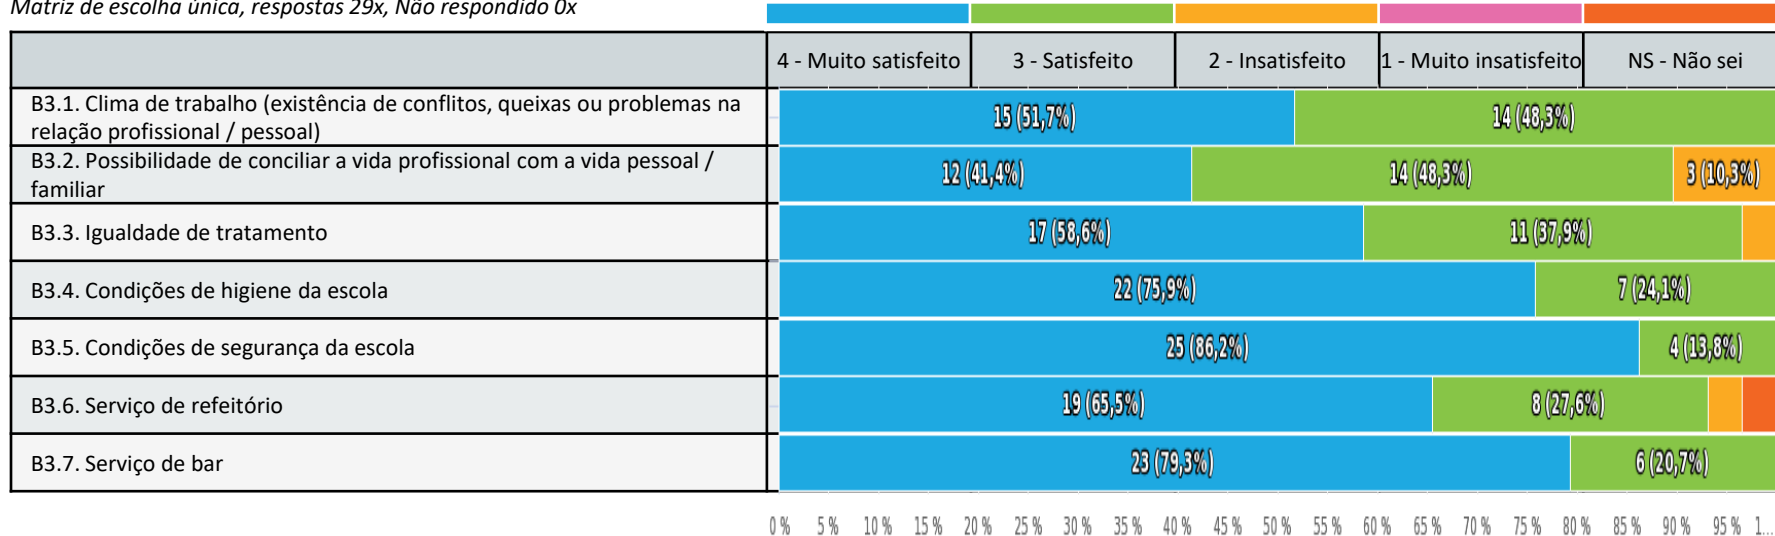 Matriz de escolha única, respostas 29x, Não respondido 0x
4 - Muito satisfeito 3 - Satisfeito 2 - Insatisfeito 1 - Muito insatisfeito NS - Não sei
B3.1. Clima de trabalho (existência de conflitos, queixas ou problemas na
relação profissional / pessoal)
15 (51,7%) 14 (48,3%)
B3.2. Possibilidade de conciliar a vida profissional com a vida pessoal /
familiar
12 (41,4%) 14 (48,3%) 3 (10,3%)
B3.3. Igualdade de tratamento 17 (58,6%) 11 (37,9%)
B3.4. Condições de higiene da escola 22 (75,9%) 7 (24,1%)
B3.5. Condições de segurança da escola 25 (86,2%) 4 (13,8%)
B3.6. Serviço de refeitório 19 (65,5%) 8 (27,6%)
B3.7. Serviço de bar 23 (79,3%) 6 (20,7%)
0 % 5 % 10 % 15 % 20 % 25 % 30 % 35 % 40 % 45 % 50 % 55 % 60 % 65 % 70 % 75 % 80 % 85 % 90 % 95 % 1...